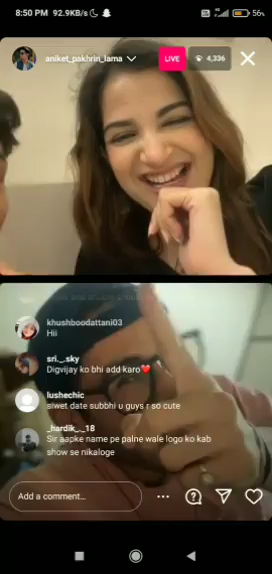 8:50 PM 92.9KB/s
56%
aniket_pakhrin_lama
LIVE
4,336
khushboodattani03
Hii
sri._.sky
Digvijay ko bhi add karo❤️
lushechic
siwet date subbhi u guys r so cute
_hardik_._18
Sir aapke name pe palne wale logo ko kab
show se nikaloge
Add a comment...